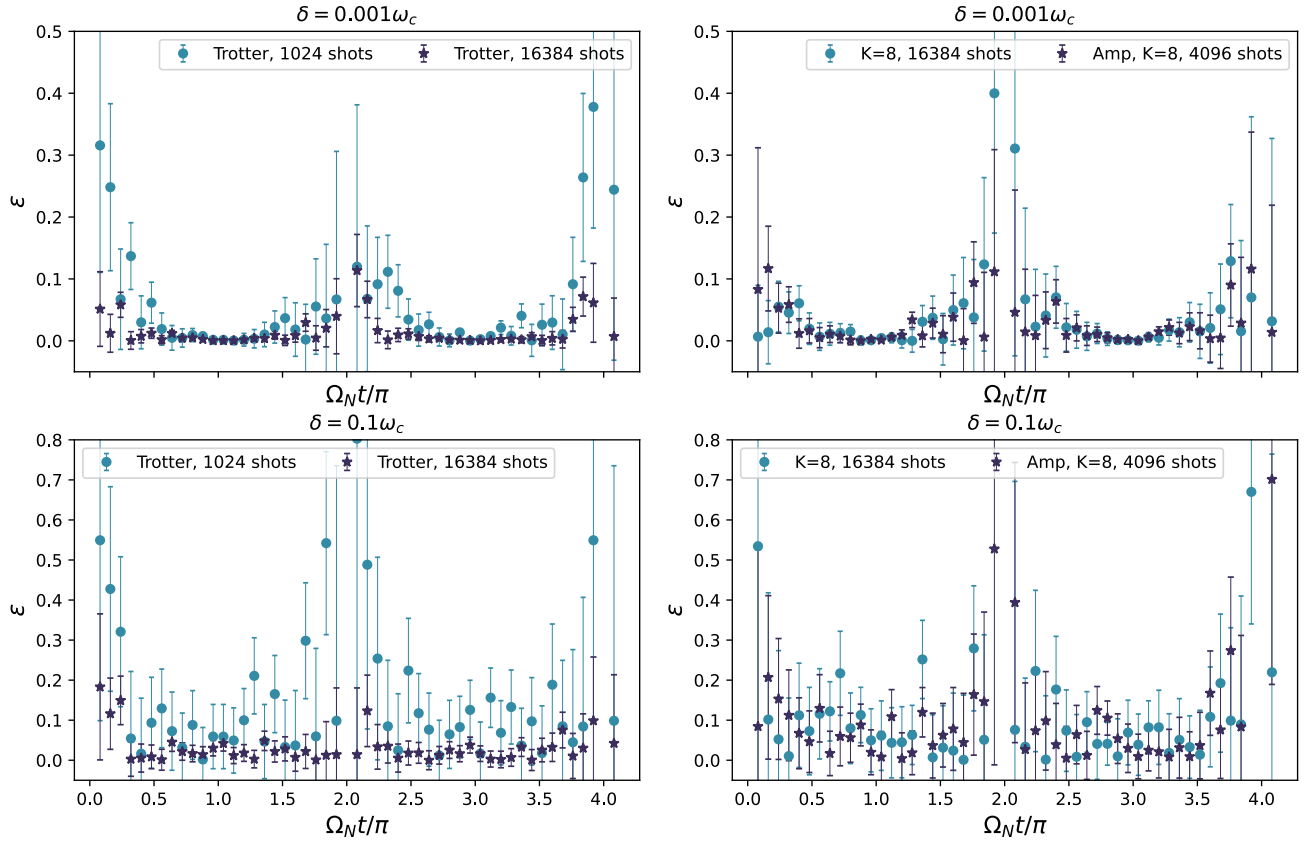 δ = 0.001ω_c
δ = 0.001ω_c
Trotter, 1024 shots
Trotter, 16384 shots
K=8, 16384 shots
Amp, K=8, 4096 shots
0.5
0.4
0.3
0.2
0.1
0.0
ε
Ω_N t/π
0.5
0.4
0.3
0.2
0.1
0.0
ε
Ω_N t/π
δ = 0.1ω_c
δ = 0.1ω_c
Trotter, 1024 shots
Trotter, 16384 shots
K=8, 16384 shots
Amp, K=8, 4096 shots
0.8
0.7
0.6
0.5
0.4
0.3
0.2
0.1
0.0
ε
0.0 0.5 1.0 1.5 2.0 2.5 3.0 3.5 4.0
Ω_N t/π
0.8
0.7
0.6
0.5
0.4
0.3
0.2
0.1
0.0
ε
0.0 0.5 1.0 1.5 2.0 2.5 3.0 3.5 4.0
Ω_N t/π